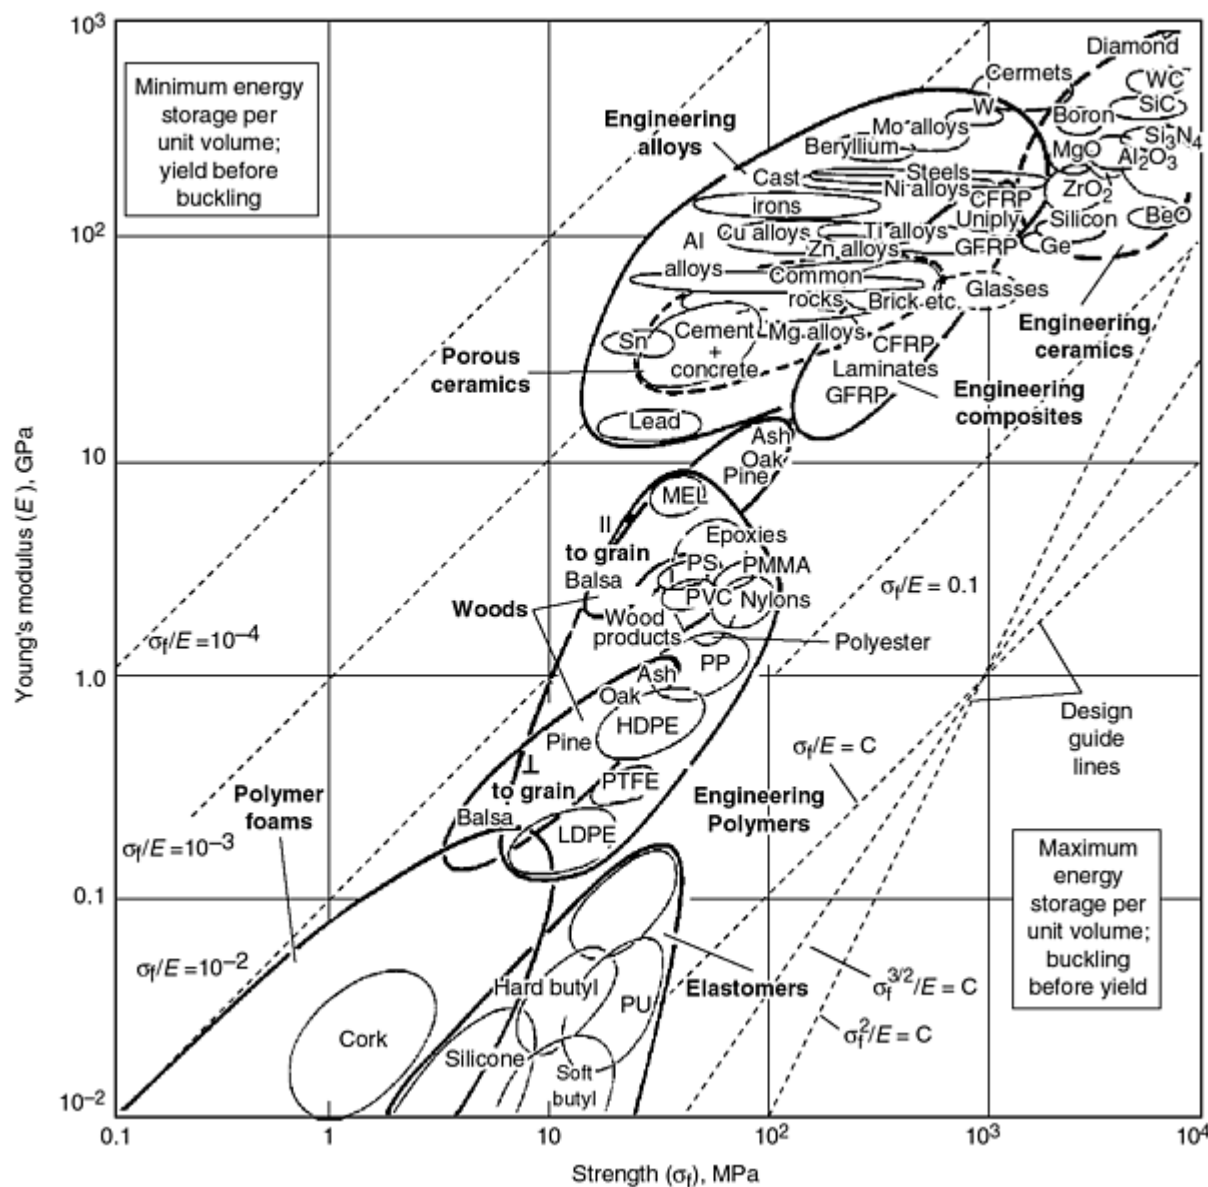 10³
Minimum energy
storage per
unit volume;
yield before
buckling
Engineering
alloys
Diamond
Cermets
WC
SiC
W
Boron
Mo alloys
Si₃N₄
Beryllium
MgO
Al₂O₃
Steels
Cast
irons
Ni alloys
CFRP
Uniply
GFRP
ZrO₂
BeO
Silicon
Ge
10²
Al
alloys
Cu alloys
Ti alloys
Zn alloys
Common
rocks
Brick etc
Glasses
Engineering
ceramics
Sn
Cement
+
concrete
Mg alloys
CFRP
Laminates
GFRP
Porous
ceramics
Engineering
composites
Lead
Ash
Oak
Pine
10
MEL
II
to grain
Epoxies
Balsa
PS
PMMA
PVC
Nylons
σf/E = 0.1
Woods
Wood
products
Polyester
σf/E = 10⁻⁴
PP
1.0
Ash
Oak
HDPE
Pine
Design
guide
lines
σf/E = C
⊥
to grain
PTFE
Polymer
foams
Balsa
LDPE
Engineering
Polymers
σf/E = 10⁻³
Maximum
energy
storage per
unit volume;
buckling
before yield
0.1
σf/E = 10⁻²
Hard butyl
PU
Elastomers
σf³/²/E = C
σf²/E = C
Cork
Silicone
Soft
butyl
10⁻²
0.1
1
10
10²
10³
10⁴
Strength (σf), MPa
Young's modulus (E), GPa